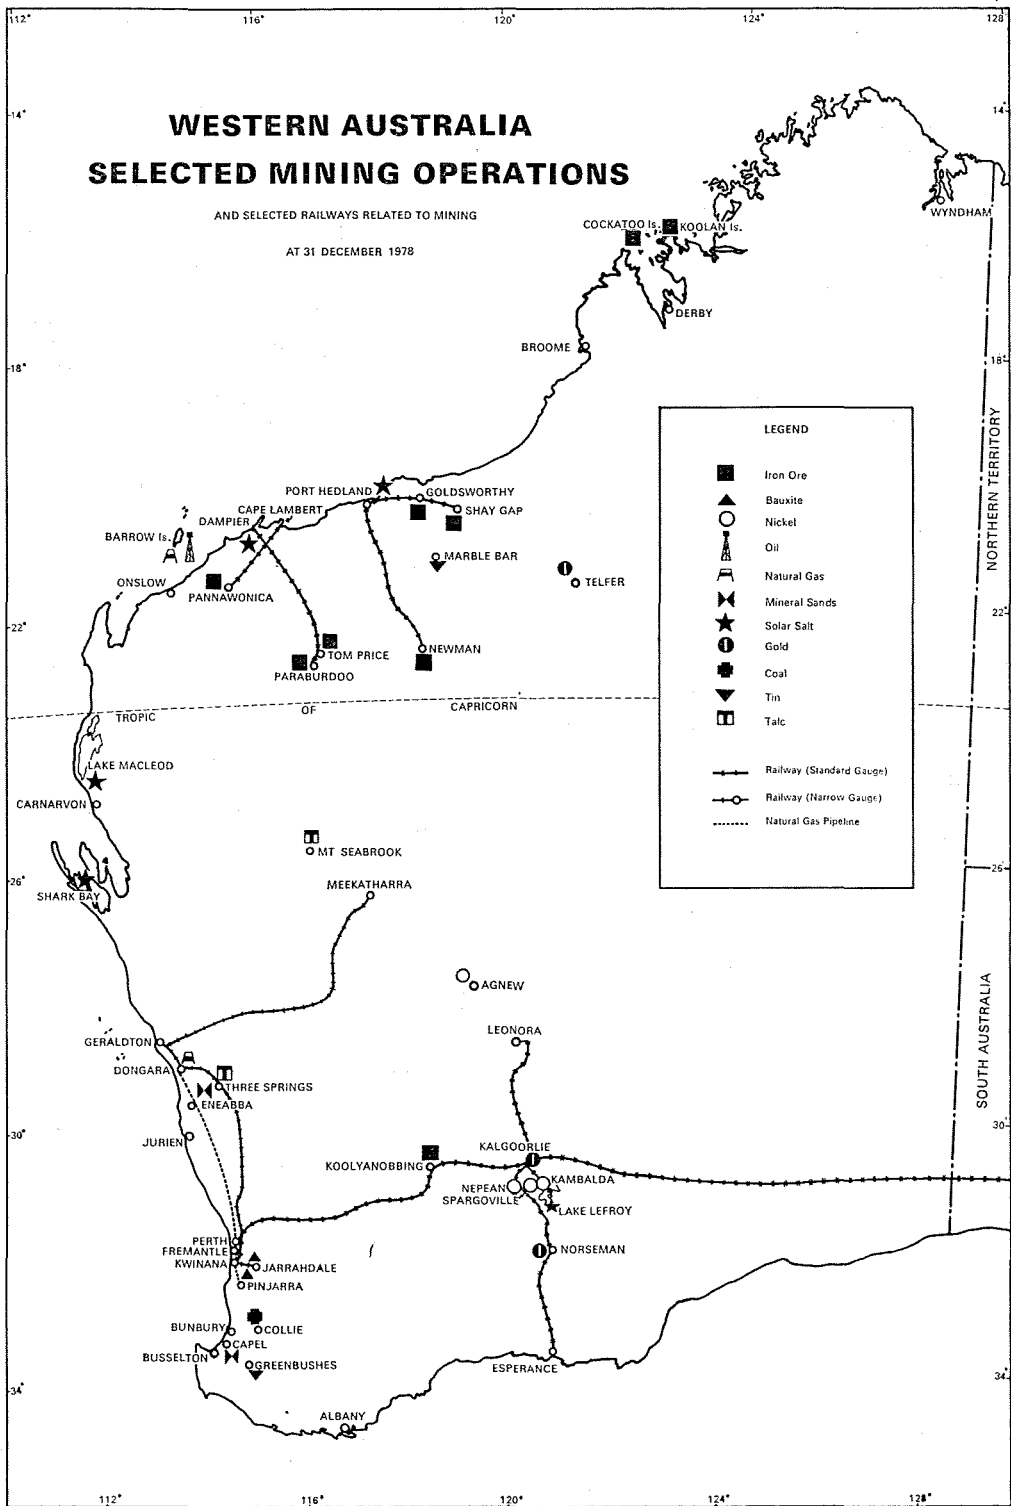 112°
116°
120°
124°
128°
14°
14°
WESTERN AUSTRALIA
SELECTED MINING OPERATIONS
AND SELECTED RAILWAYS RELATED TO MINING
AT 31 DECEMBER 1978
WYNDHAM
COCKATOO Is.
KOOLAN Is.
DERBY
BROOME
18°
18°
LEGEND
Iron Ore
Bauxite
Nickel
Oil
Natural Gas
Mineral Sands
Solar Salt
Gold
Coal
Tin
Talc
Railway (Standard Gauge)
Railway (Narrow Gauge)
Natural Gas Pipeline
NORTHERN TERRITORY
PORT HEDLAND
GOLDSWORTHY
SHAY GAP
CAPE LAMBERT
DAMPIER
BARROW Is.
MARBLE BAR
TELFER
ONSLOW
PANNAWONICA
22°
22°
TOM PRICE
NEWMAN
PARABURDOO
TROPIC
OF
CAPRICORN
LAKE MACLEOD
CARNARVON
MT SEABROOK
26°
26°
MEEKATHARRA
SHARK BAY
AGNEW
SOUTH AUSTRALIA
LEONORA
GERALDTON
DONGARA
THREE SPRINGS
ENEABBA
30°
30°
JURIEN
KALGOORLIE
KOOLYANOBBING
KAMBALDA
NEPEAN
SPARGOVILLE
LAKE LEFROY
PERTH
FREMANTLE
KWINANA
NORSEMAN
JARRAHDALE
PINJARRA
BUNBURY
COLLIE
CAPEL
BUSSELTON
GREENBUSHES
ESPERANCE
34°
34°
ALBANY
112°
116°
120°
124°
128°